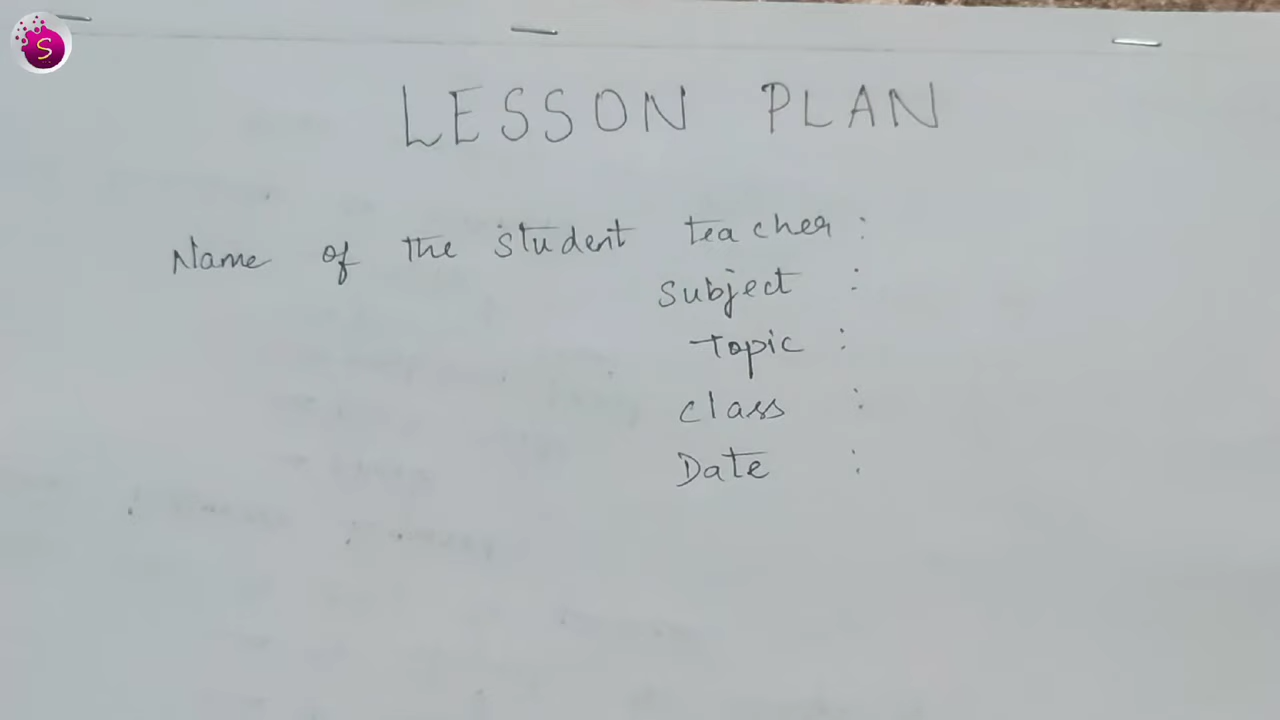 S
LESSON PLAN
Name of the student teacher :
Subject :
Topic :
class :
Date :